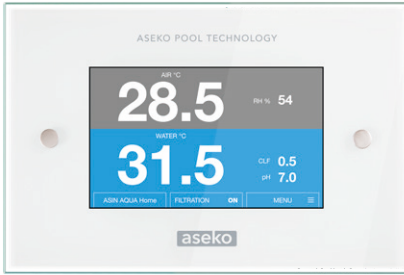 ASEKO POOL TECHNOLOGY
AIR °C
28.5
RH % 54
WATER °C
31.5
CLF 0.5
pH 7.0
ASIN AQUA Home FILTRATION ON MENU ≡
aseko